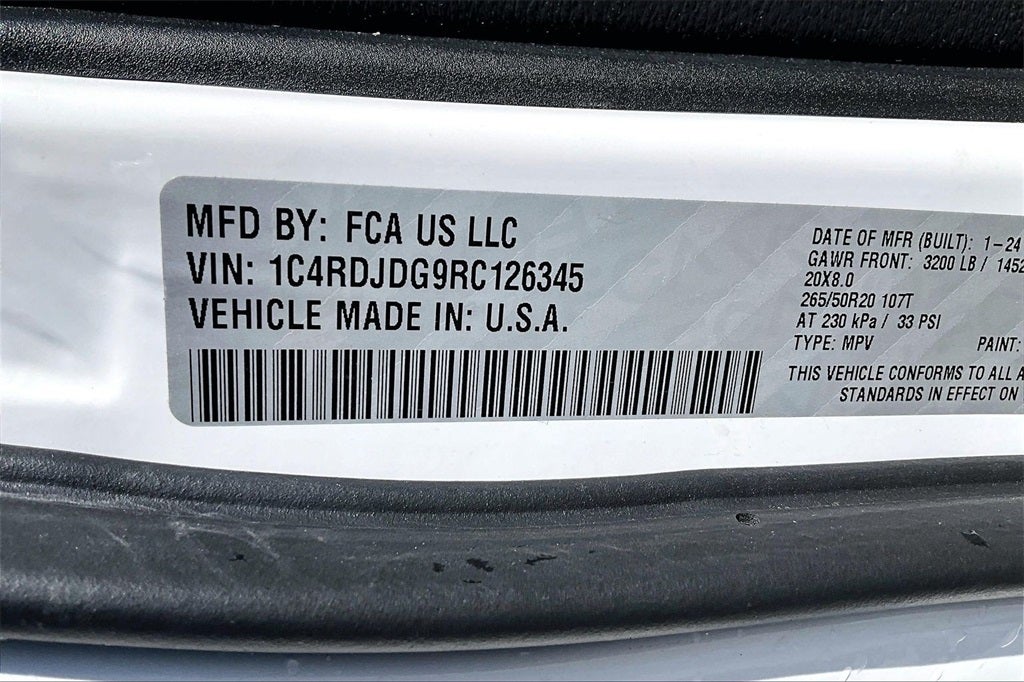 MFD BY: FCA US LLC
VIN: 1C4RDJDG9RC126345
VEHICLE MADE IN: U.S.A.
DATE OF MFR (BUILT): 1-24
GAWR FRONT: 3200 LB / 1452
20X8.0
265/50R20 107T
AT 230 kPa / 33 PSI
TYPE: MPV PAINT:
THIS VEHICLE CONFORMS TO ALL A
STANDARDS IN EFFECT ON